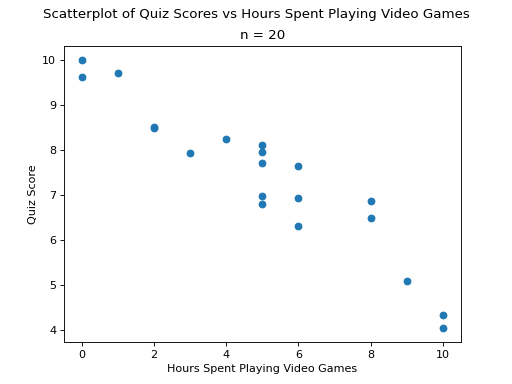 Scatterplot of Quiz Scores vs Hours Spent Playing Video Games
n = 20
10
9
8
7
6
5
4
Quiz Score
0 2 4 6 8 10
Hours Spent Playing Video Games